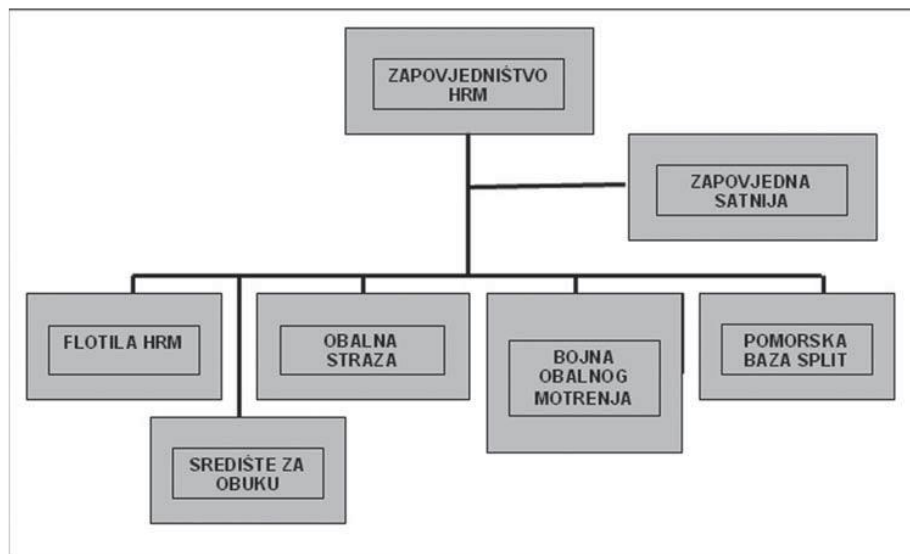 ZAPOVJEDNIŠTVO
HRM
ZAPOVJEDNA
SATNIJA
FLOTILA HRM
OBALNA
STRAZA
BOJNA
OBALNOG
MOTRENJA
POMORSKA
BAZA SPLIT
SREDIŠTE ZA
OBUKU